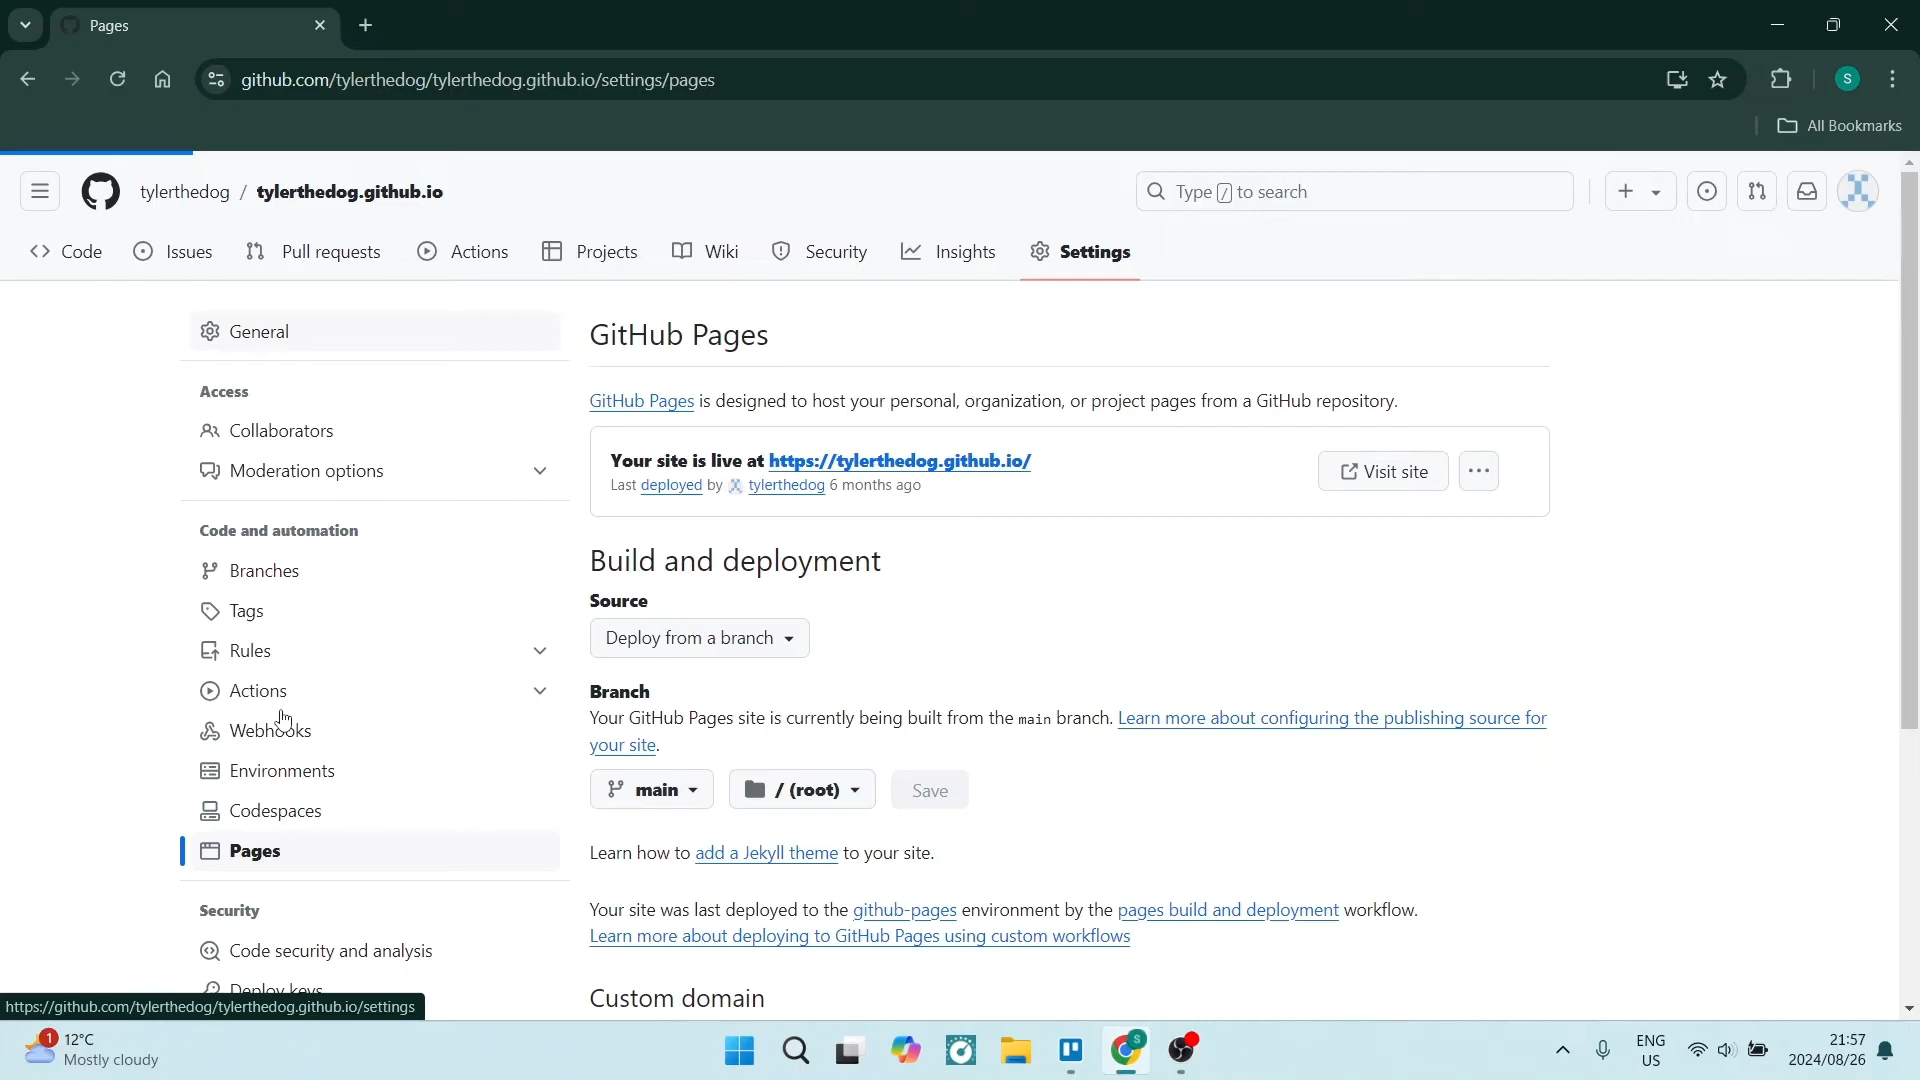 Pages
github.com/tylerthedog/tylerthedog.github.io/settings/pages
S
All Bookmarks
tylerthedog / tylerthedog.github.io
Type / to search
Code
Issues
Pull requests
Actions
Projects
Wiki
Security
Insights
Settings
General
Access
Collaborators
Moderation options
Code and automation
Branches
Tags
Rules
Actions
Webhooks
Environments
Codespaces
Pages
Security
Code security and analysis
Deploy keys
GitHub Pages
GitHub Pages is designed to host your personal, organization, or project pages from a GitHub repository.
Your site is live at https://tylerthedog.github.io/
Last deployed by tylerthedog 6 months ago
Visit site
Build and deployment
Source
Deploy from a branch
Branch
Your GitHub Pages site is currently being built from the main branch. Learn more about configuring the publishing source for
your site.
main
/ (root)
Save
Learn how to add a Jekyll theme to your site.
Your site was last deployed to the github-pages environment by the pages build and deployment workflow.
Learn more about deploying to GitHub Pages using custom workflows
Custom domain
https://github.com/tylerthedog/tylerthedog.github.io/settings
1
12°C
Mostly cloudy
S
ENG
US
21:57
2024/08/26